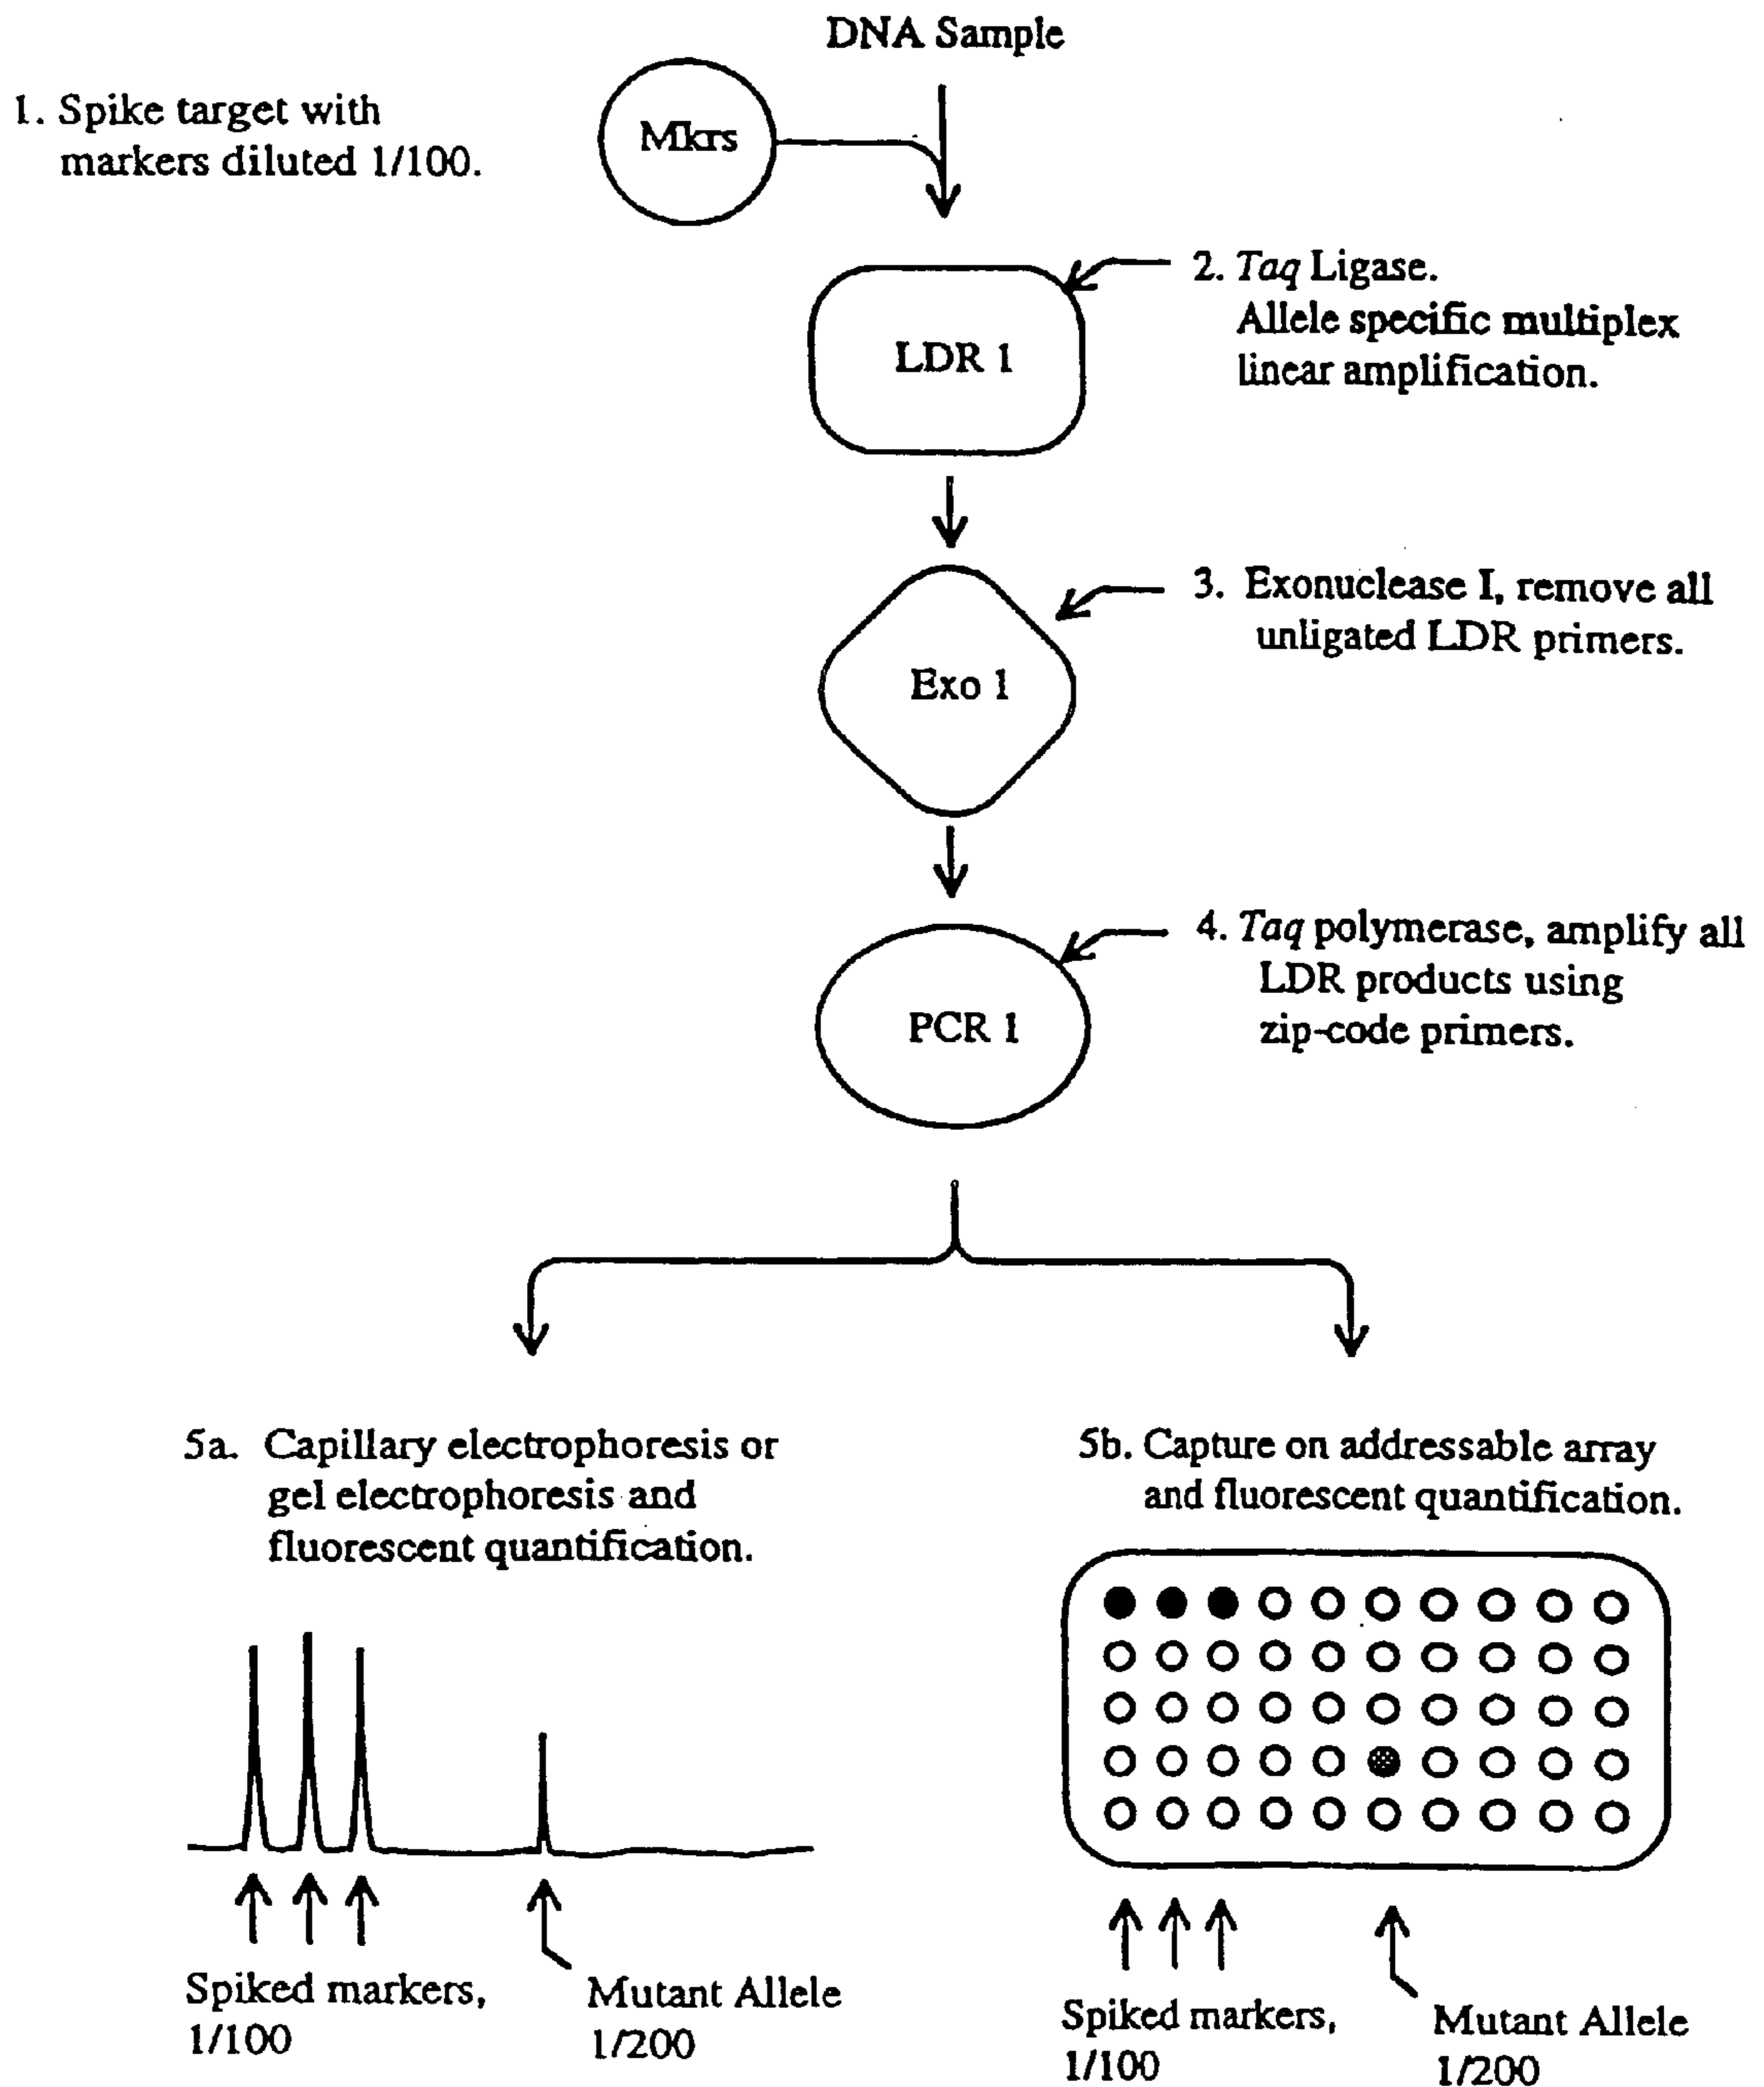 DNA Sample
1. Spike target with
markers diluted 1/100.
Mkrs
2. Taq Ligase.
Allele specific multiplex
linear amplification.
LDR 1
3. Exonuclease I, remove all
unligated LDR primers.
Exo 1
4. Taq polymerase, amplify all
LDR products using
zip-code primers.
PCR 1
5a. Capillary electrophoresis or
gel electrophoresis and
fluorescent quantification.
5b. Capture on addressable array
and fluorescent quantification.
Spiked markers,
1/100
Mutant Allele
1/200
Spiked markers,
1/100
Mutant Allele
1/200